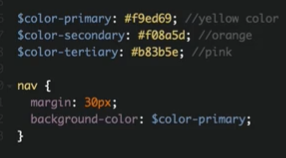 $color-primary: #f9ed69; //yellow color
$color-secondary: #f08a5d; //orange
$color-tertiary: #b83b5e; //pink
nav {
margin: 30px;
background-color: $color-primary;
}